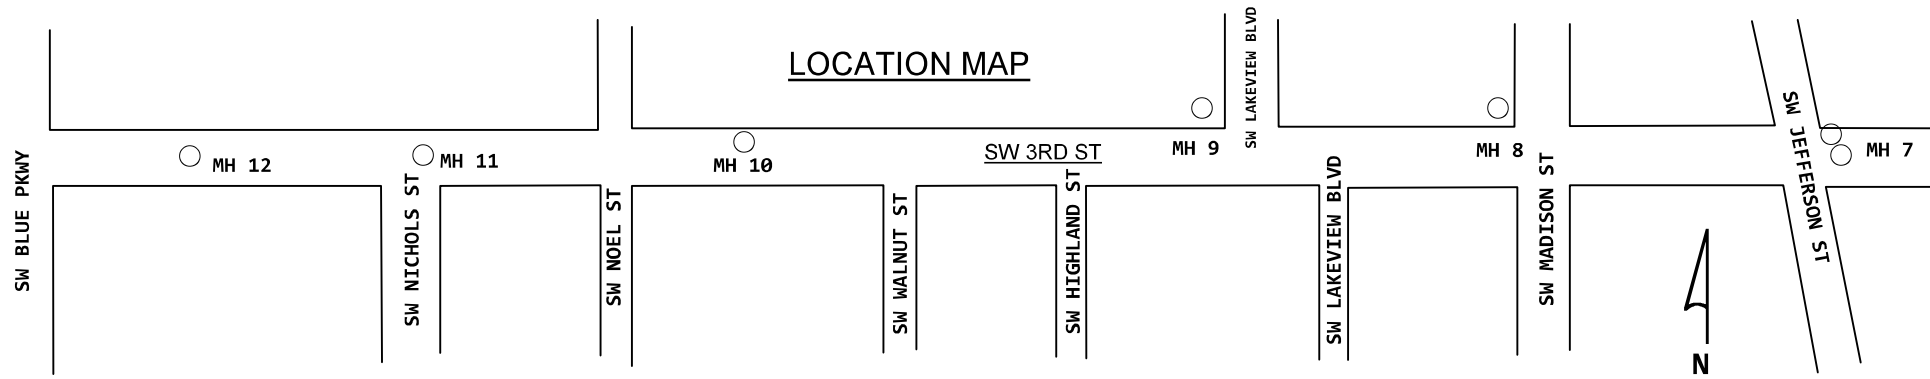 LOCATION MAP
SW LAKEVIEW BLVD
SW BLUE PKWY
MH 12
MH 11
MH 10
SW 3RD ST
MH 9
MH 8
MH 7
SW NICHOLS ST
SW NOEL ST
SW WALNUT ST
SW HIGHLAND ST
SW LAKEVIEW BLVD
SW MADISON ST
SW JEFFERSON ST
N